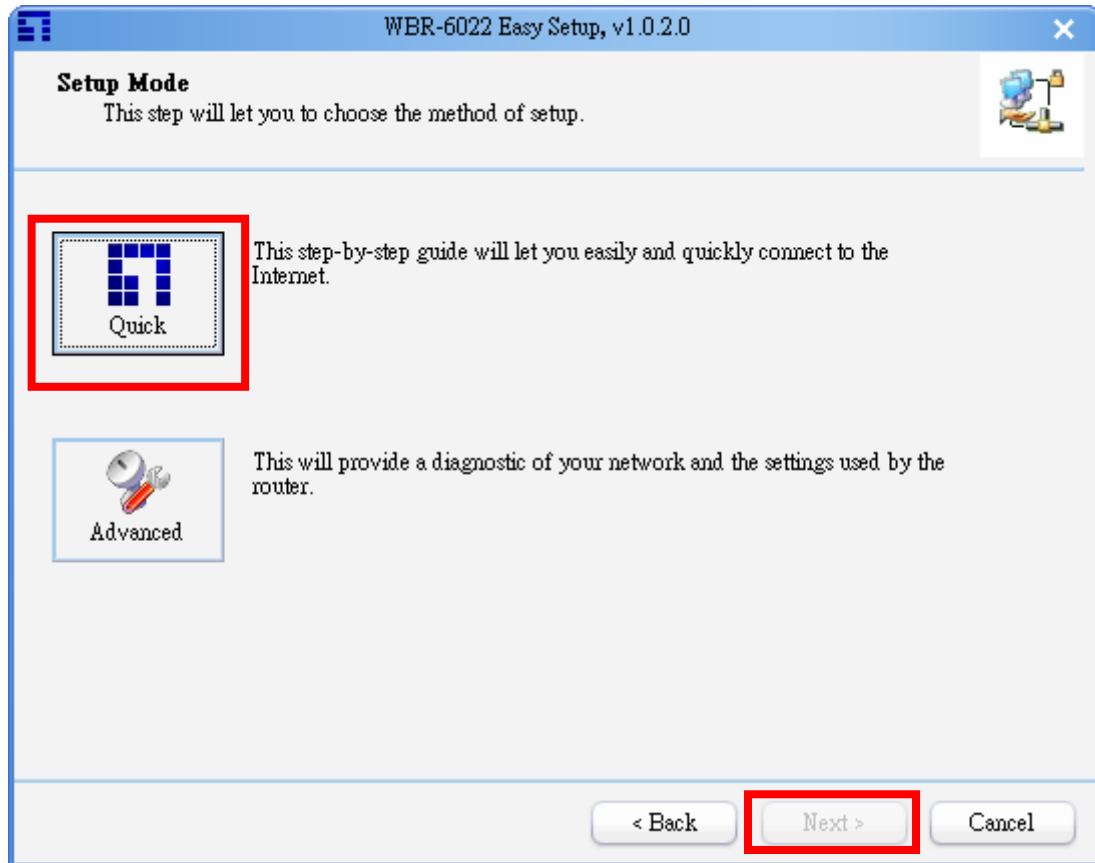 WBR-6022 Easy Setup, v1.0.2.0
Setup Mode
This step will let you to choose the method of setup.
This step-by-step guide will let you easily and quickly connect to the
Internet.
Quick
This will provide a diagnostic of your network and the settings used by the
router.
Advanced
< Back
Next >
Cancel